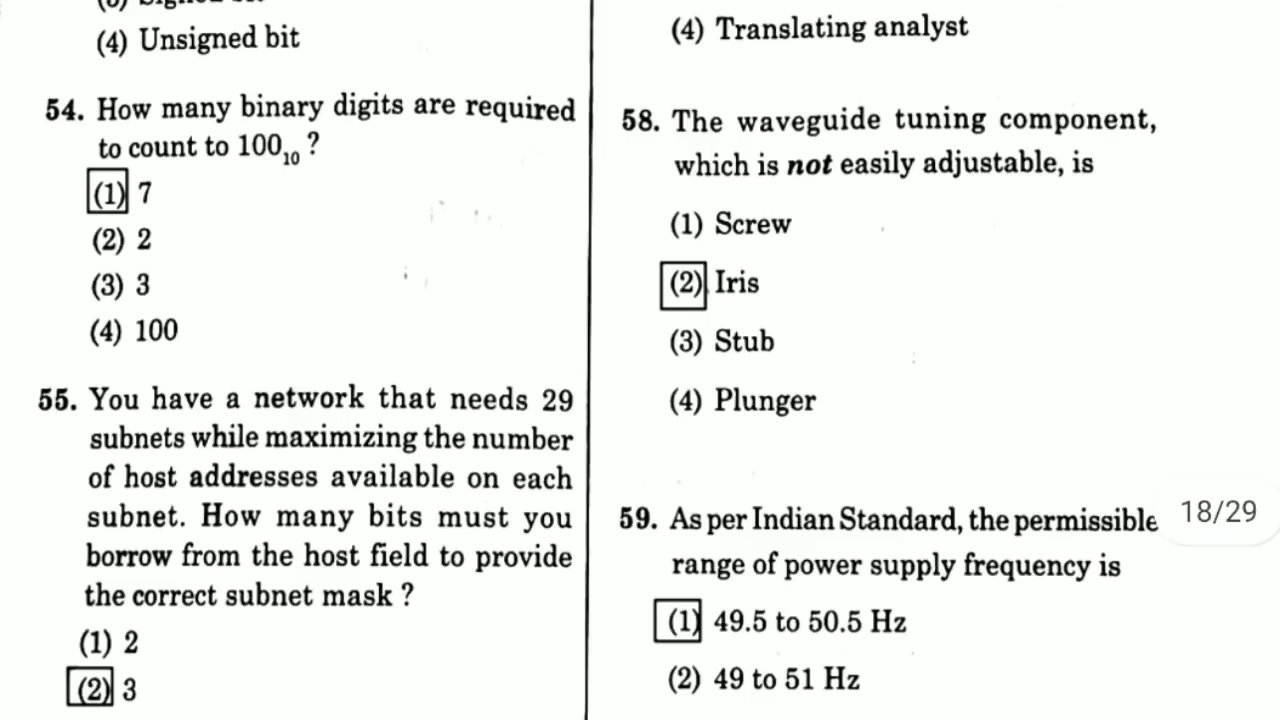 (4) Unsigned bit
54. How many binary digits are required
to count to 100₁₀ ?
(1) 7
(2) 2
(3) 3
(4) 100
55. You have a network that needs 29
subnets while maximizing the number
of host addresses available on each
subnet. How many bits must you
borrow from the host field to provide
the correct subnet mask ?
(1) 2
(2) 3
(4) Translating analyst
58. The waveguide tuning component,
which is not easily adjustable, is
(1) Screw
(2) Iris
(3) Stub
(4) Plunger
59. As per Indian Standard, the permissible
range of power supply frequency is
(1) 49.5 to 50.5 Hz
(2) 49 to 51 Hz
18/29